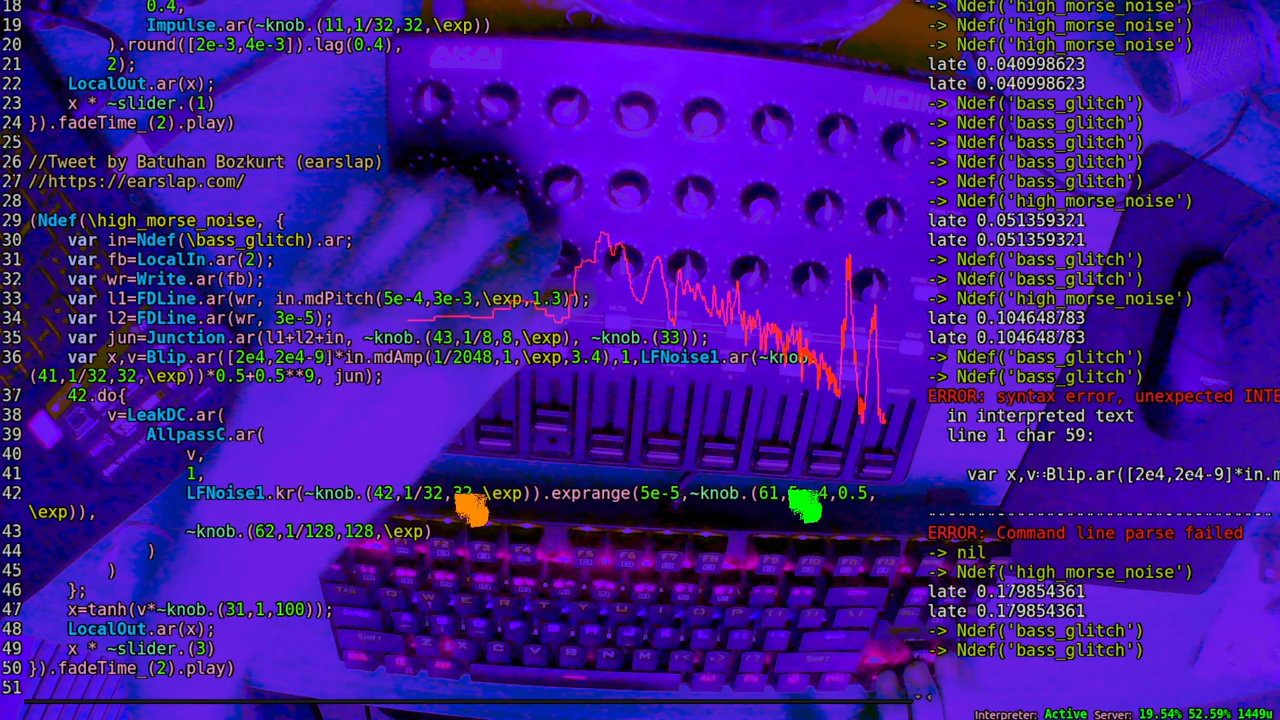 18 0.4,
19 Impulse.ar(~knob.(11,1/32,32,\exp))
20 ).round([2e-3,4e-3]).lag(0.4),
21 2);
22 LocalOut.ar(x);
23 x * ~slider.(1)
24 }).fadeTime_(2).play)
25
26 //Tweet by Batuhan Bozkurt (earslap)
27 //https://earslap.com/
28
29 (Ndef(\high_morse_noise, {
30 var in=Ndef(\bass_glitch).ar;
31 var fb=LocalIn.ar(2);
32 var wr=Write.ar(fb);
33 var l1=FDLine.ar(wr, in.mdPitch(5e-4,3e-3,\exp,1.3));
34 var l2=FDLine.ar(wr, 3e-5);
35 var jun=Junction.ar(l1+l2+in, ~knob.(43,1/8,8,\exp), ~knob.(33));
36 var x,v=Blip.ar([2e4,2e4-9]*in.mdAmp(1/2048,1,\exp,3.4),1,LFNoise1.ar(~knob.
(41,1/32,32,\exp))*0.5+0.5**9, jun);
37 42.do{
38 v=LeakDC.ar(
39 AllpassC.ar(
40 v,
41 1,
42 LFNoise1.kr(~knob.(42,1/32,32,\exp)).exprange(5e-5,~knob.(61, 4,0.5,
\exp)),
43 ~knob.(62,1/128,128,\exp)
44 )
45 )
46 };
47 x=tanh(v*~knob.(31,1,100));
48 LocalOut.ar(x);
49 x * ~slider.(3)
50 }).fadeTime_(2).play)
51
-> Ndef('high_morse_noise')
-> Ndef('high_morse_noise')
-> Ndef('high_morse_noise')
late 0.040998623
late 0.040998623
-> Ndef('bass_glitch')
-> Ndef('bass_glitch')
-> Ndef('bass_glitch')
-> Ndef('bass_glitch')
-> Ndef('bass_glitch')
-> Ndef('high_morse_noise')
late 0.051359321
late 0.051359321
-> Ndef('bass_glitch')
-> Ndef('bass_glitch')
-> Ndef('high_morse_noise')
late 0.104648783
late 0.104648783
-> Ndef('bass_glitch')
-> Ndef('bass_glitch')
ERROR: syntax error, unexpected INTE
in interpreted text
line 1 char 59:
var x,v=Blip.ar([2e4,2e4-9]*in.m
-----------------------------------
ERROR: Command line parse failed
-> nil
-> Ndef('high_morse_noise')
late 0.179854361
late 0.179854361
-> Ndef('bass_glitch')
-> Ndef('bass_glitch')
Interpreter: Active Server: 19.54% 52.59% 1449u
AKAI
MIDI